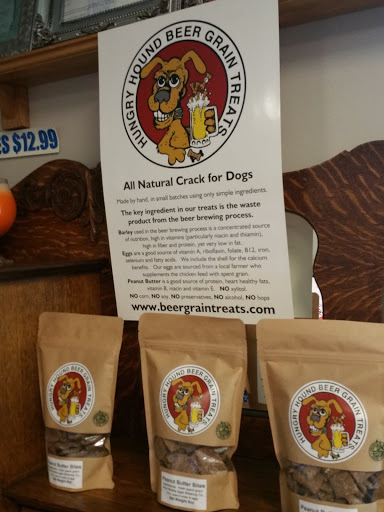 HUNGRY HOUND BEER GRAIN TREATS
ES $12.99
All Natural Crack for Dogs
Made by hand, in small batches using only simple ingredients.
The key ingredient in our treats is the waste
product from the beer brewing process.
Barley used in the beer brewing process is a concentrated source
of nutrition, high in vitamins (particularly niacin and thiamin),
high in fiber and protein, yet very low in fat.
Eggs are a good source of vitamin A, riboflavin, folate, B12, iron,
selenium and fatty acids. We include the shell for the calcium
benefits. Our eggs are sourced from a local farmer who
supplements the chicken feed with spent grain.
Peanut Butter is a good source of protein, heart healthy fats,
vitamin B, niacin and vitamin E. NO xylitol.
NO corn, NO soy, NO preservatives, NO alcohol, NO hops
www.beergraintreats.com
HUNGRY HOUND BEER GRAIN TREATS
Peanut Butter Bites
HUNGRY HOUND BEER GRAIN TREATS
Peanut Butter Bites
HUNGRY HOUND BEER GRAIN TREATS
Peanut Butter Bites